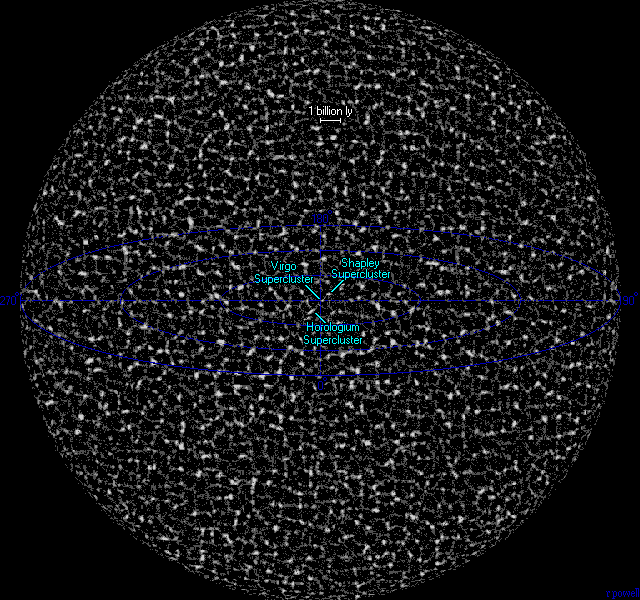 1 billion ly
Virgo
Supercluster
Shapley
Supercluster
Horologium
Supercluster